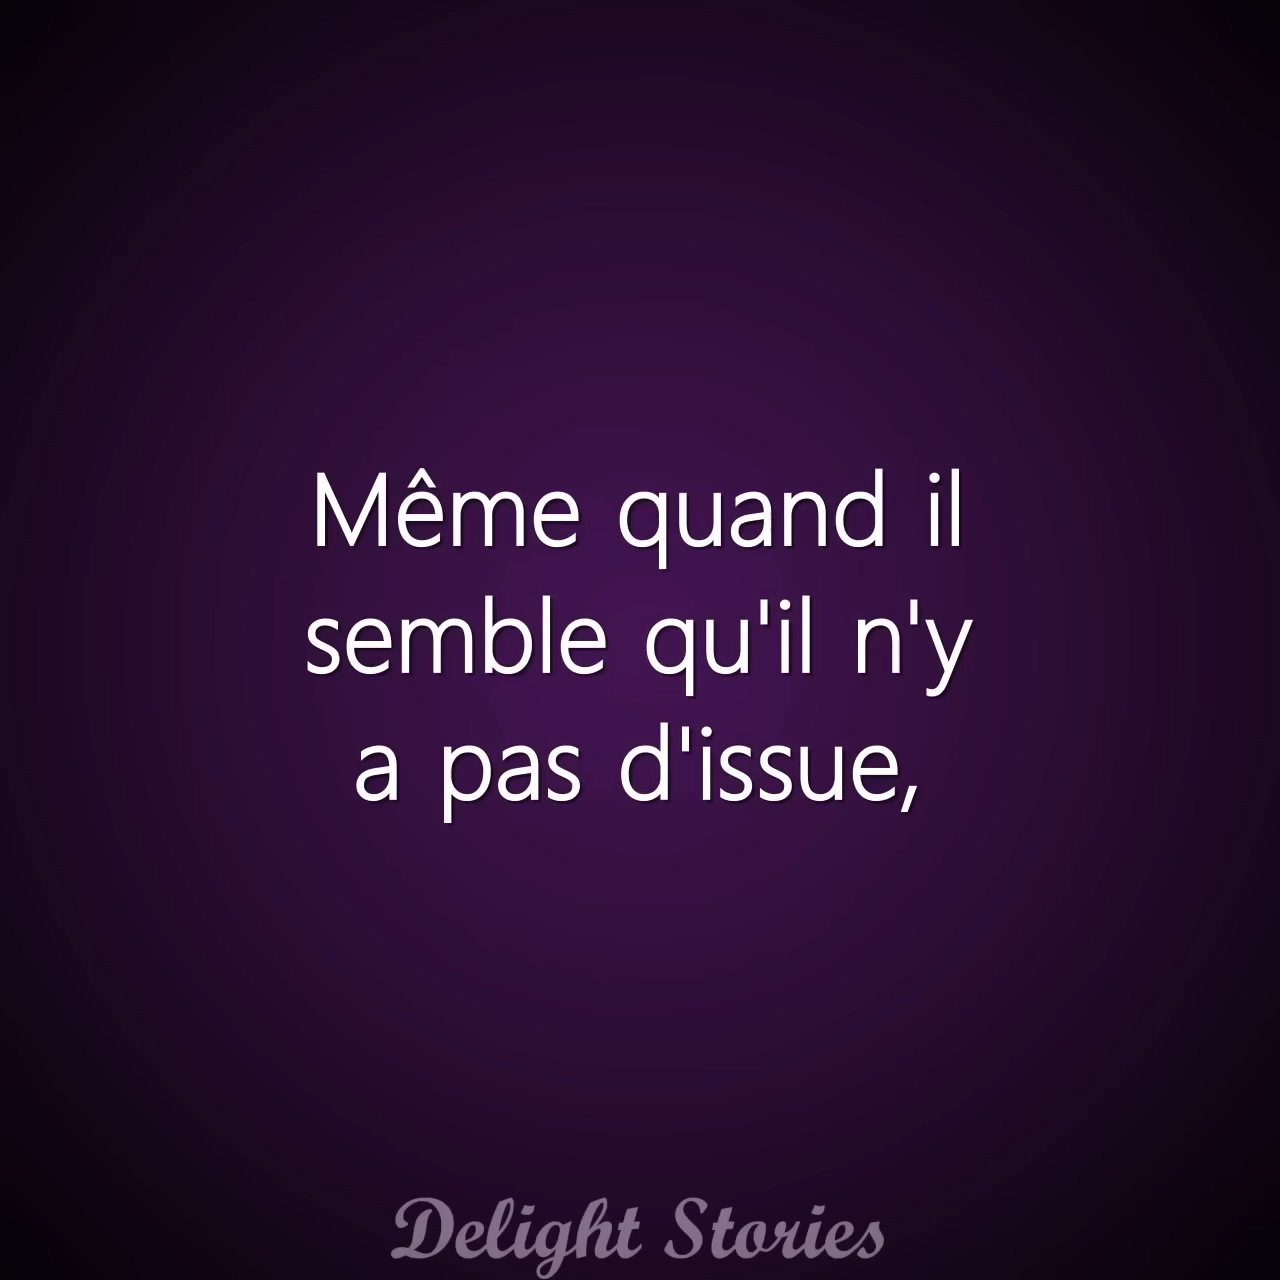 Même quand il
semble qu'il n'y
a pas d'issue,
Delight Stories